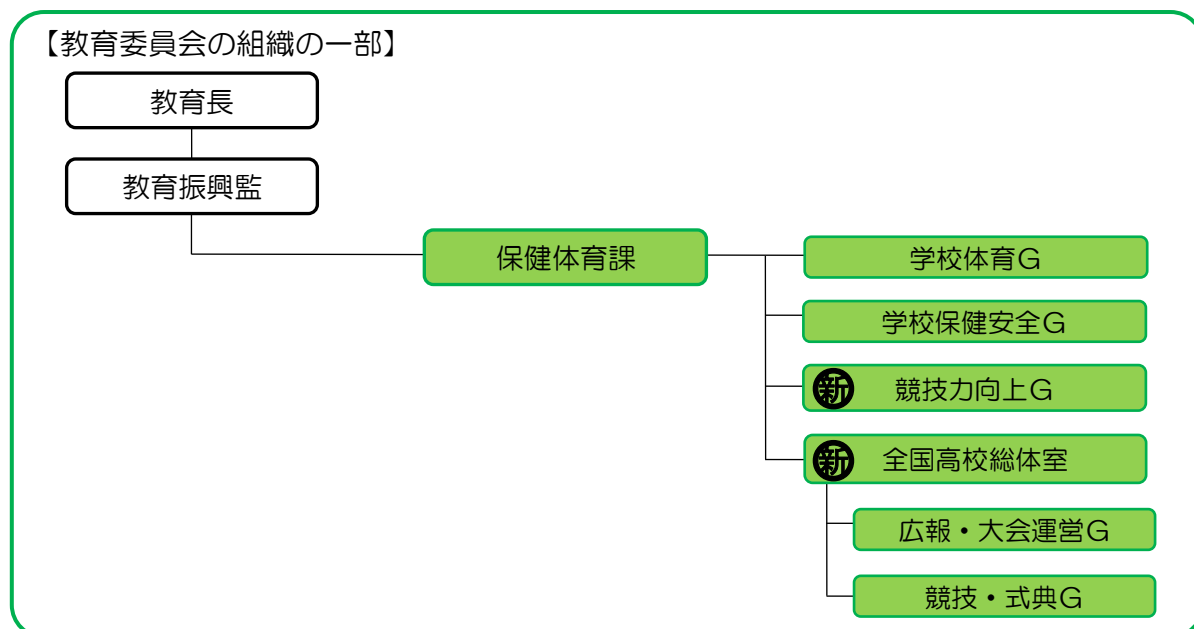 【教育委員会の組織の一部】
教育長
教育振興監
保健体育課
学校体育G
学校保健安全G
新 競技力向上G
新 全国高校総体室
広報・大会運営G
競技・式典G